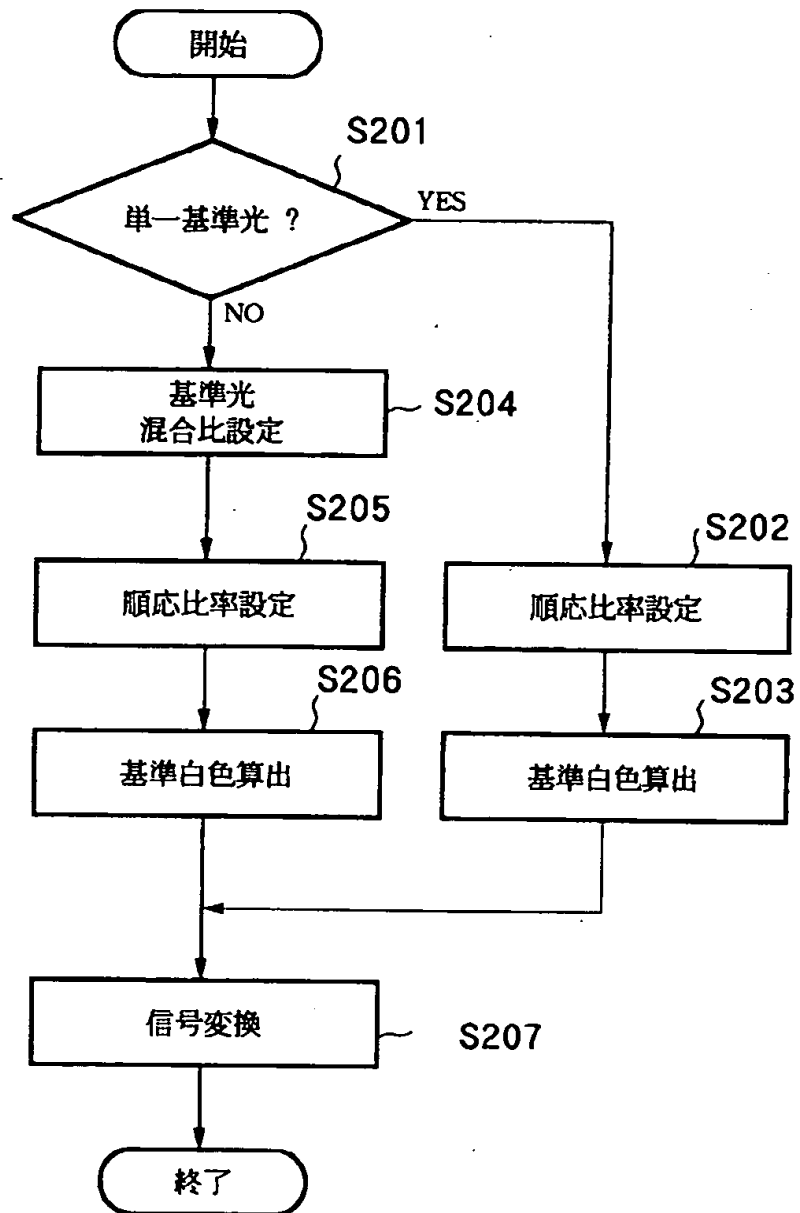 開始
S201
単一基準光 ?
YES
NO
基準光
混合比設定
S204
S205
順応比率設定
S202
順応比率設定
S206
基準白色算出
S203
基準白色算出
信号変換
S207
終了